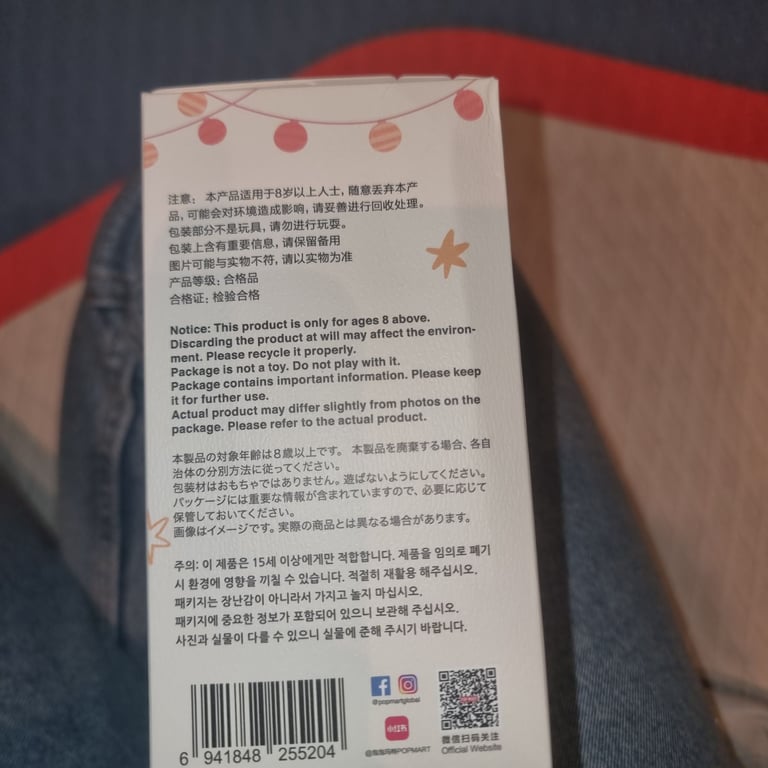 注意： 本产品适用于8岁以上人士，随意丢弃本产
品，可能会对环境造成影响，请妥善进行回收处理。
包装部分不是玩具，请勿进行玩耍。
包装上含有重要信息，请保留备用
图片可能与实物不符，请以实物为准
产品等级：合格品
合格证：检验合格
Notice: This product is only for ages 8 above.
Discarding the product at will may affect the environ-
ment. Please recycle it properly.
Package is not a toy. Do not play with it.
Package contains important information. Please keep
it for further use.
Actual product may differ slightly from photos on the
package. Please refer to the actual product.
本製品の対象年齢は8歳以上です。 本製品を廃棄する場合、各自
治体の分別方法に従ってください。
包装材はおもちゃではありません。遊ばないようにしてください。
パッケージには重要な情報が含まれていますので、必要に応じて
保管しておいてください。
画像はイメージです。実際の商品とは異なる場合があります。
주의: 이 제품은 15세 이상에게만 적합합니다. 제품을 임의로 폐기
시 환경에 영향을 끼칠 수 있습니다. 적절히 재활용 해주십시오.
패키지는 장난감이 아니라서 가지고 놀지 마십시오.
패키지에 중요한 정보가 포함되어 있으니 보관해 주십시오.
사진과 실물이 다를 수 있으니 실물에 준해 주시기 바랍니다.
@popmartglobal
小红书
@泡泡玛特POPMART
微信扫码关注
Official Website
6 941848 255204